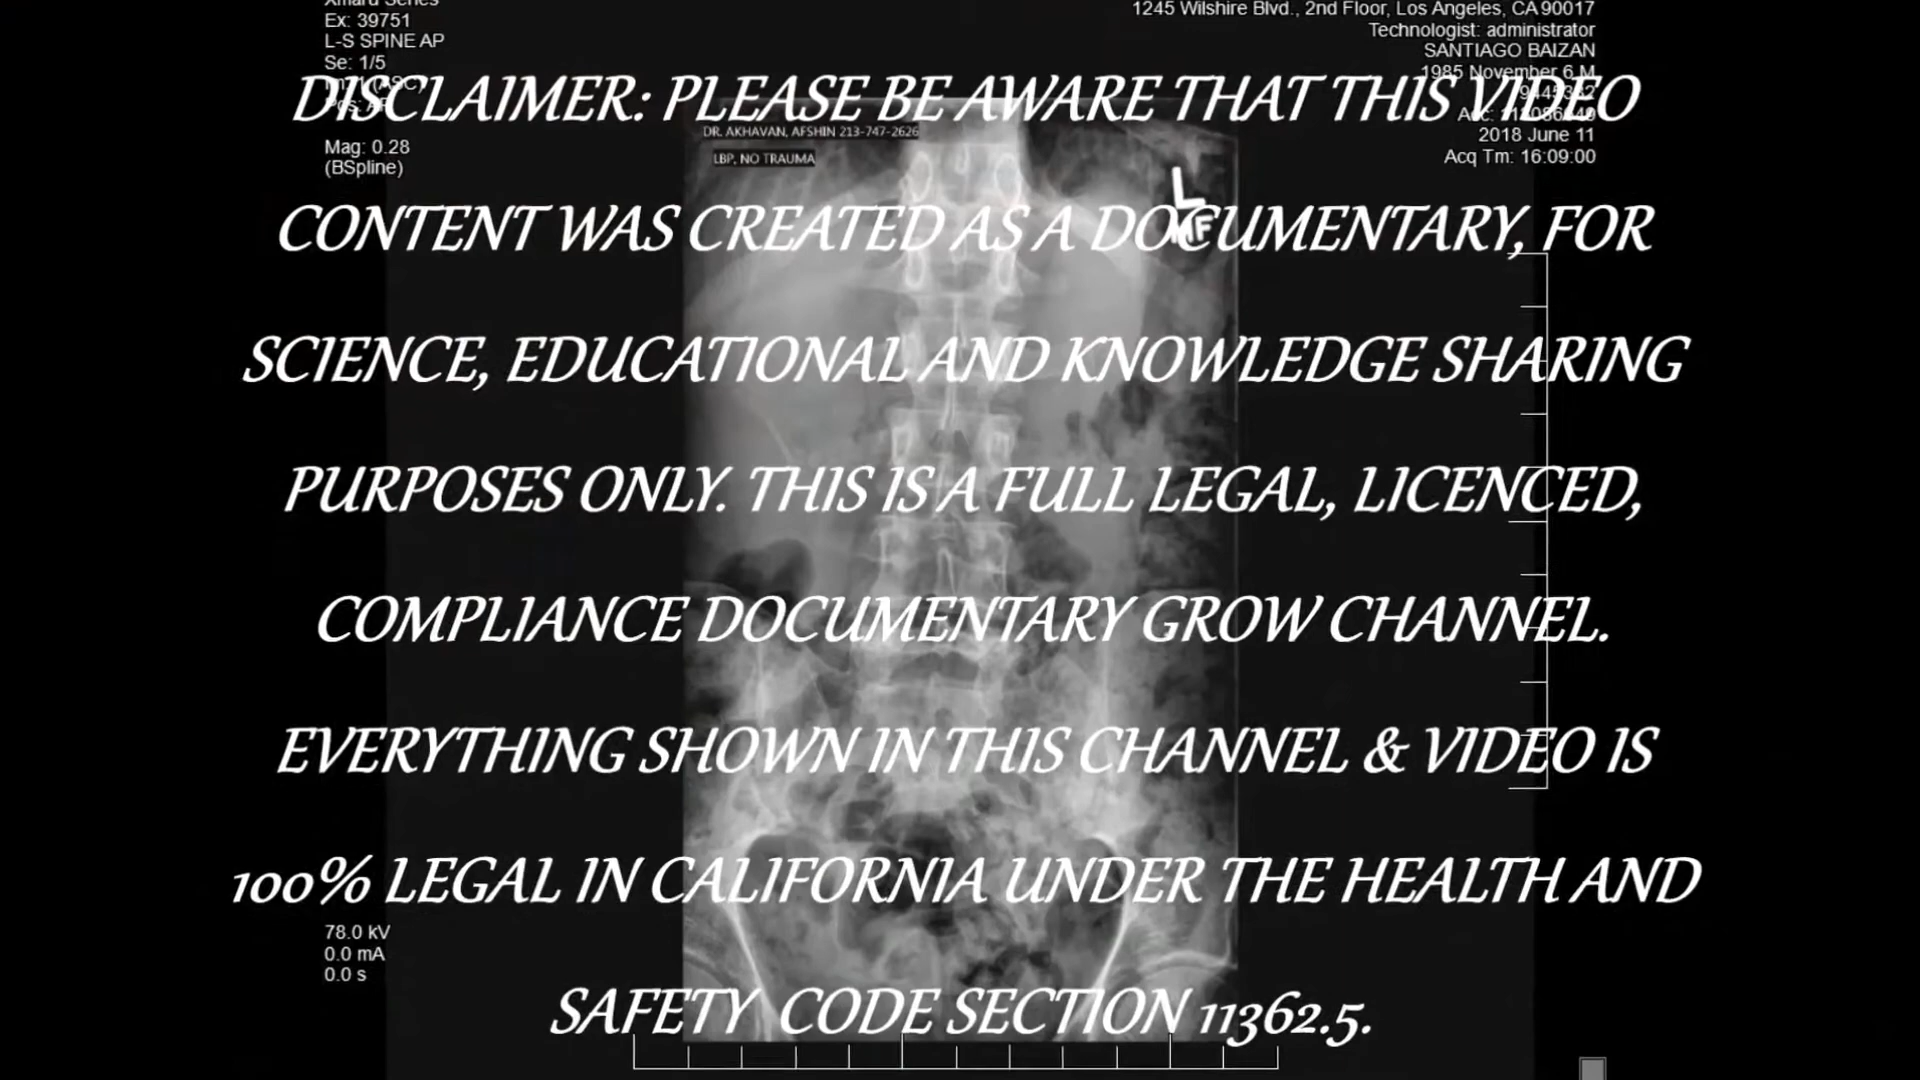 Ex: 39751
L-S SPINE AP
Se: 1/5
Mag: 0.28
(BSpline)
1245 Wilshire Blvd., 2nd Floor, Los Angeles, CA 90017
Technologist: administrator
SANTIAGO BAIZAN
1985 November 6 M
2018 June 11
Acq Tm: 16:09:00
DR. AKHAVAN, AFSHIN 213-747-2626
LBP, NO TRAUMA
L
MF
DISCLAIMER: PLEASE BE AWARE THAT THIS VIDEO
CONTENT WAS CREATED AS A DOCUMENTARY, FOR
SCIENCE, EDUCATIONAL AND KNOWLEDGE SHARING
PURPOSES ONLY. THIS IS A FULL LEGAL, LICENCED,
COMPLIANCE DOCUMENTARY GROW CHANNEL.
EVERYTHING SHOWN IN THIS CHANNEL & VIDEO IS
100% LEGAL IN CALIFORNIA UNDER THE HEALTH AND
SAFETY CODE SECTION 11362.5.
78.0 kV
0.0 mA
0.0 s